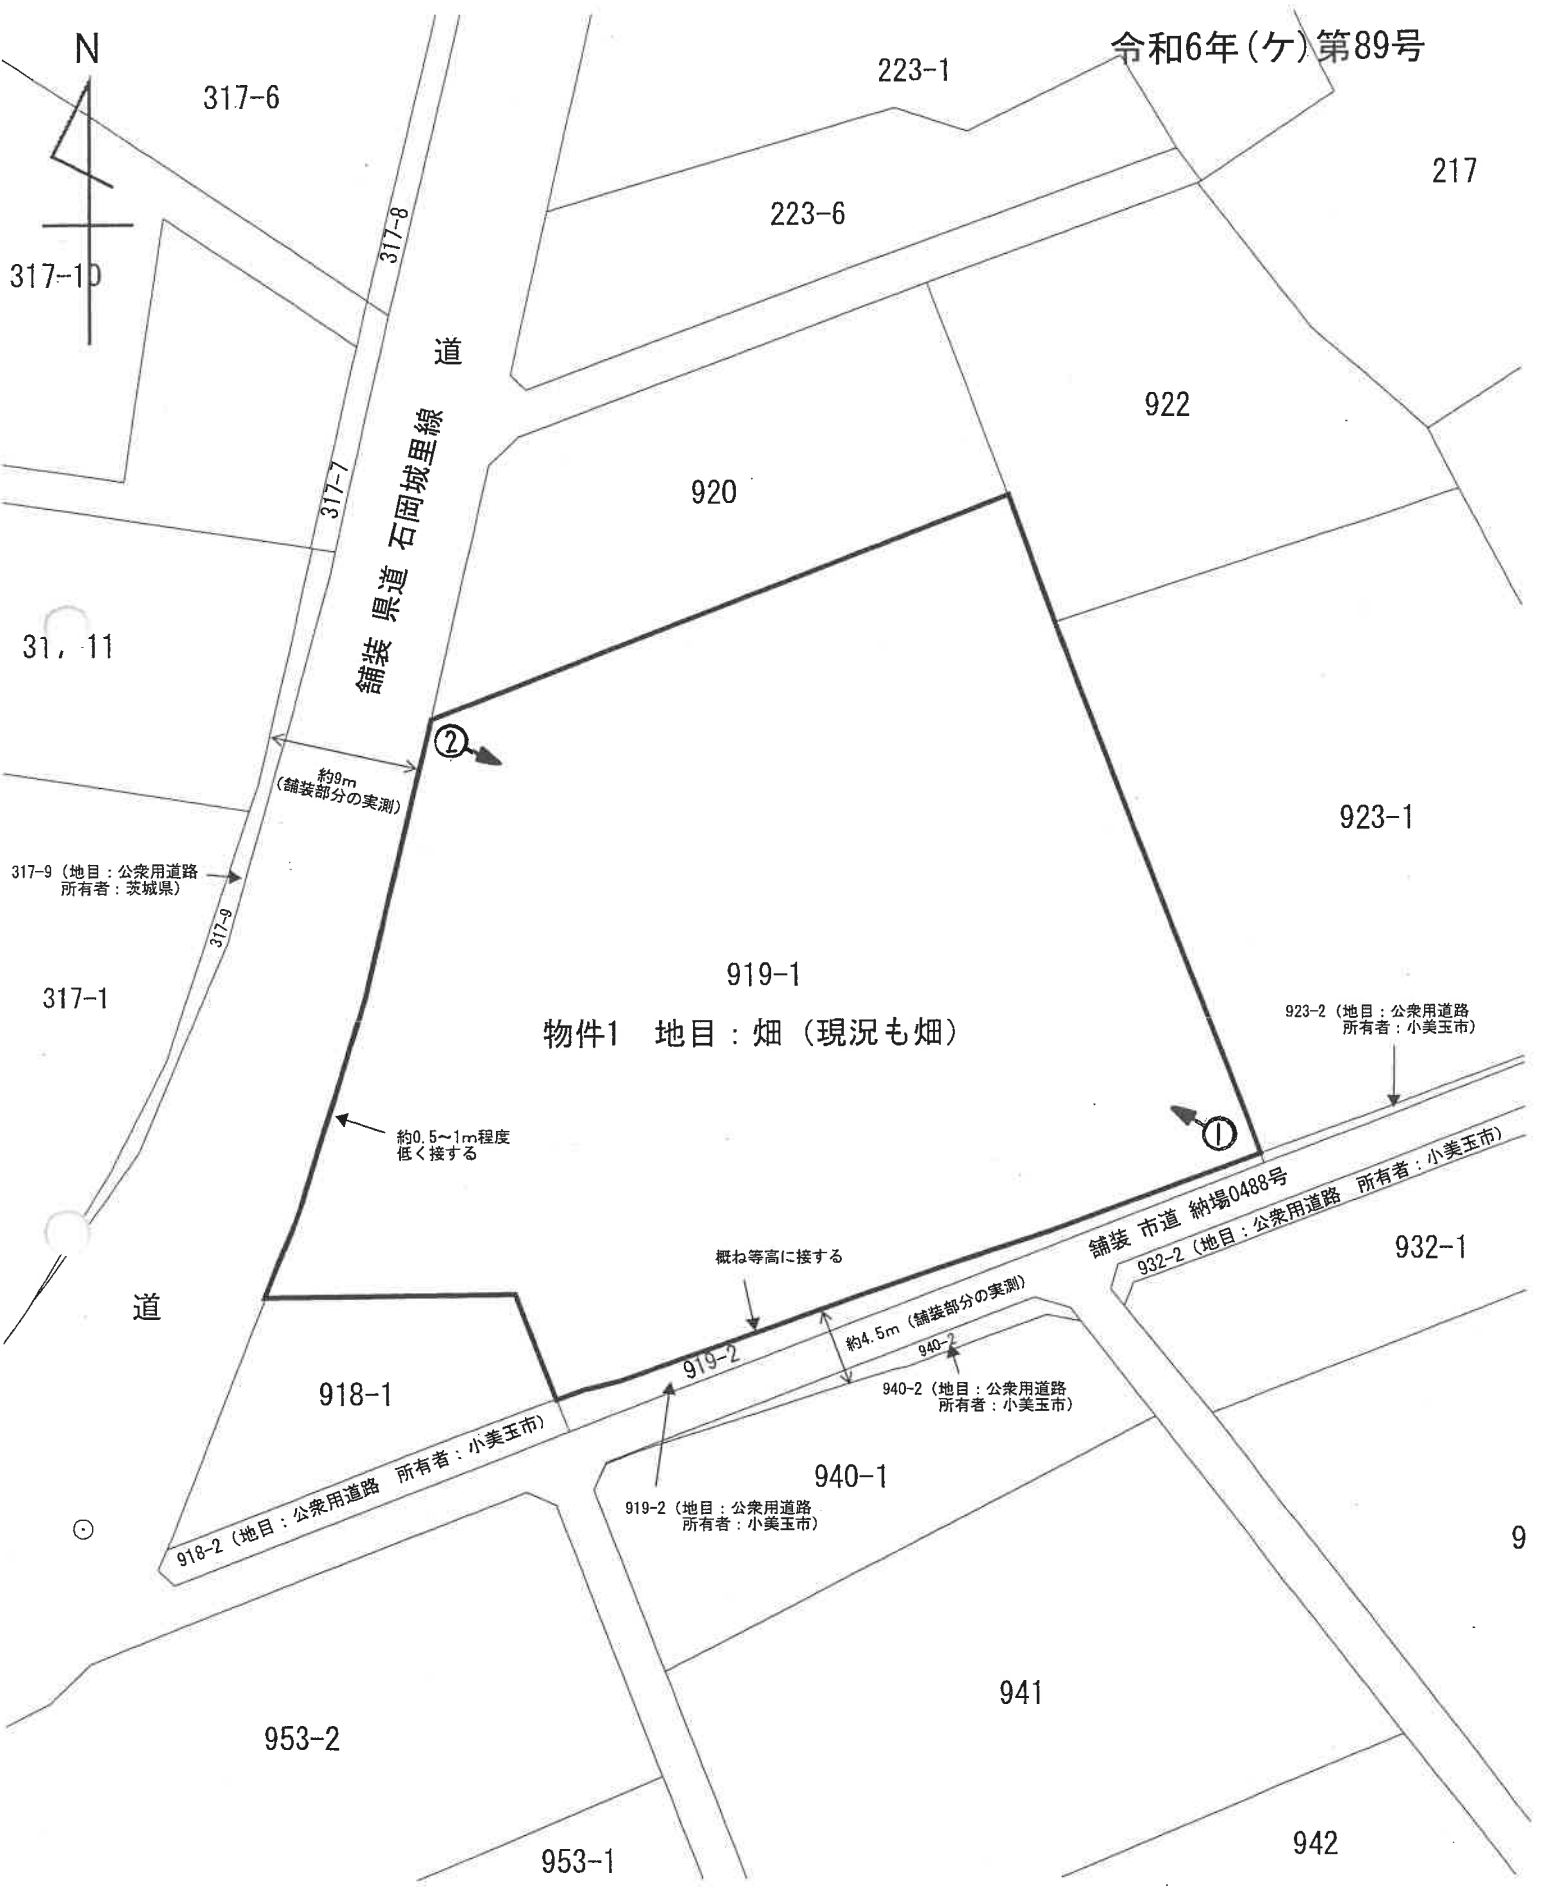 令和6年(ケ)第89号
N
317-6
223-1
217
223-6
317-8
317-10
道
922
舗装 県道 石岡城里線
317-7
920
31, 11
②
約9m
(舗装部分の実測)
923-1
317-9(地目:公衆用道路
所有者:茨城県)
317-9
919-1
317-1
物件1 地目:畑(現況も畑)
923-2(地目:公衆用道路
所有者:小美玉市)
①
約0.5~1m程度
低く接する
舗装 市道 納場0488号
932-2(地目:公衆用道路 所有者:小美玉市)
932-1
概ね等高に接する
道
約4.5m(舗装部分の実測)
940-2
919-2
940-2(地目:公衆用道路
所有者:小美玉市)
918-1
918-2(地目:公衆用道路 所有者:小美玉市)
940-1
919-2(地目:公衆用道路
所有者:小美玉市)
9
941
953-2
942
953-1